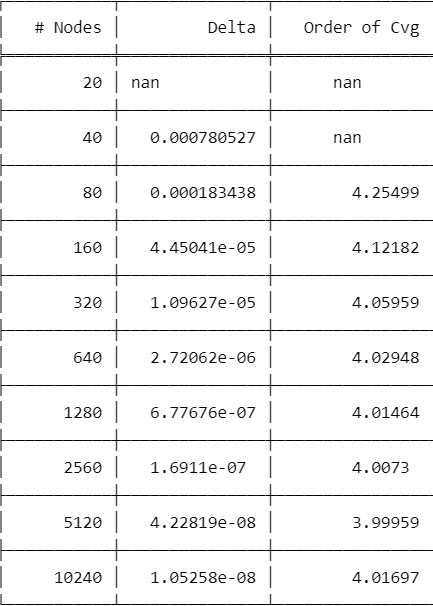 # Nodes Delta Order of Cvg
20 nan nan
40 0.000780527 nan
80 0.000183438 4.25499
160 4.45041e-05 4.12182
320 1.09627e-05 4.05959
640 2.72062e-06 4.02948
1280 6.77676e-07 4.01464
2560 1.6911e-07 4.0073
5120 4.22819e-08 3.99959
10240 1.05258e-08 4.01697